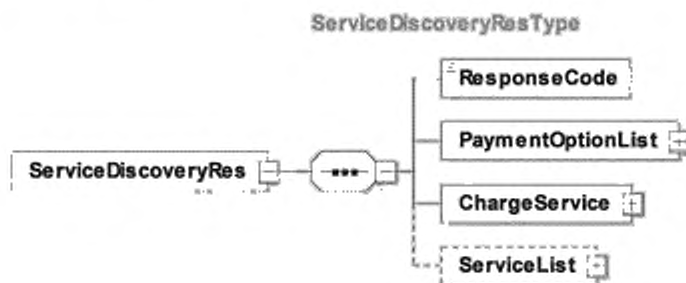 ServiceDiscoveryResType
ResponseCode
PaymentOptionList
ServiceDiscoveryRes
ChargeService
ServiceList